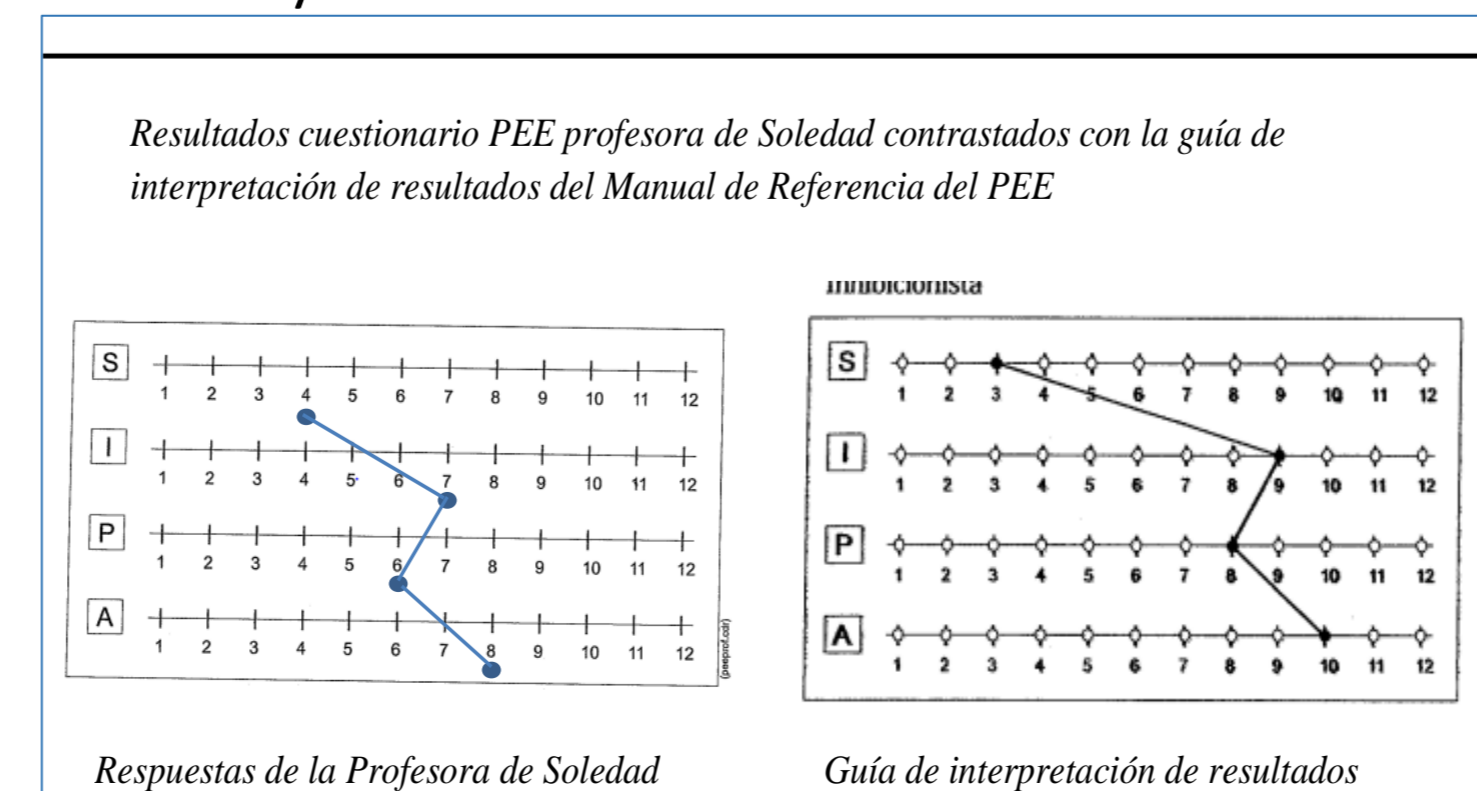 Resultados cuestionario PEE profesora de Soledad contrastados con la guía de
interpretación de resultados del Manual de Referencia del PEE
Inhibicionista
S
1 2 3 4 5 6 7 8 9 10 11 12
I
1 2 3 4 5 6 7 8 9 10 11 12
P
1 2 3 4 5 6 7 8 9 10 11 12
A
1 2 3 4 5 6 7 8 9 10 11 12
(peeprof.cdr)
S
1 2 3 4 5 6 7 8 9 10 11 12
I
1 2 3 4 5 6 7 8 9 10 11 12
P
1 2 3 4 5 6 7 8 9 10 11 12
A
1 2 3 4 5 6 7 8 9 10 11 12
Respuestas de la Profesora de Soledad
Guía de interpretación de resultados